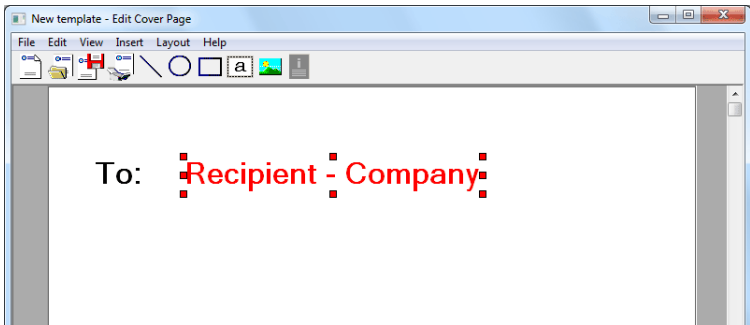 New template - Edit Cover Page
File Edit View Insert Layout Help
a
To: Recipient - Company